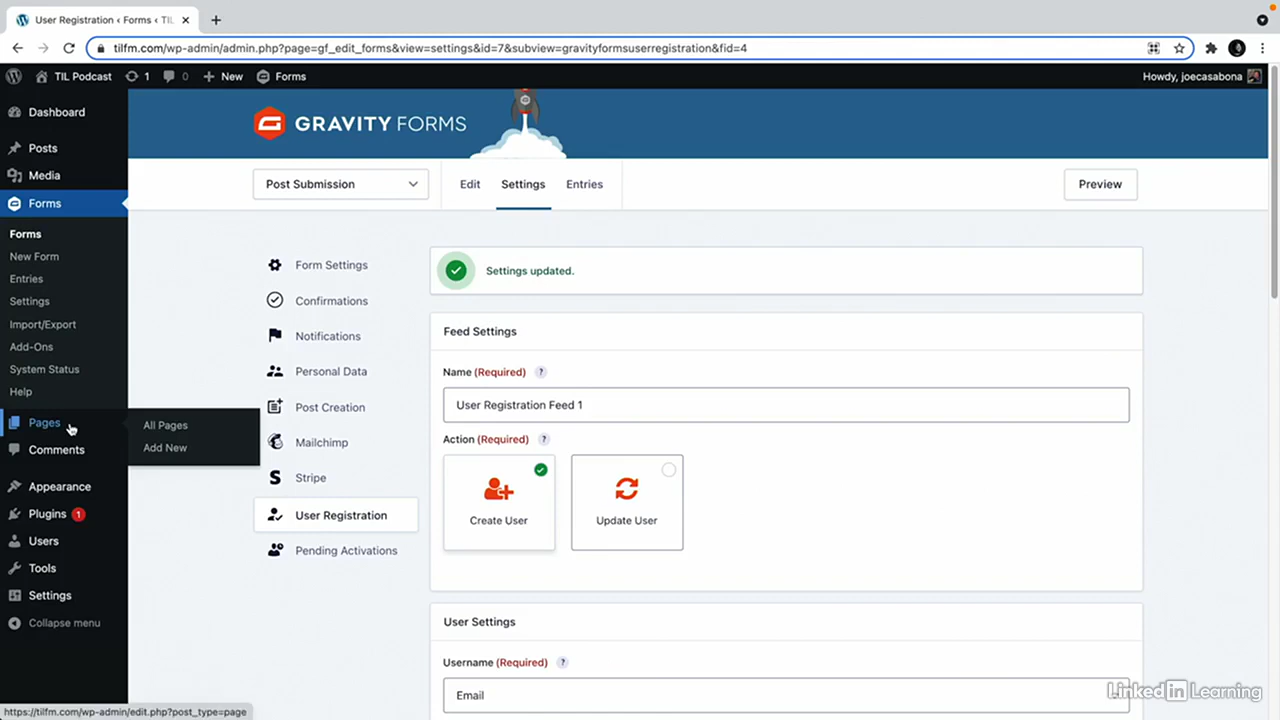 User Registration ‹ Forms ‹ TIL
tilfm.com/wp-admin/admin.php?page=gf_edit_forms&view=settings&id=7&subview=gravityformsuserregistration&fid=4
TIL Podcast 1 0 New Forms Howdy, joecasabona
Dashboard
Posts
Media
Forms
Forms
New Form
Entries
Settings
Import/Export
Add-Ons
System Status
Help
Pages
All Pages
Add New
Comments
Appearance
Plugins 1
Users
Tools
Settings
Collapse menu
GRAVITY FORMS
Post Submission Edit Settings Entries Preview
Form Settings
Confirmations
Notifications
Personal Data
Post Creation
Mailchimp
Stripe
User Registration
Pending Activations
Settings updated.
Feed Settings
Name (Required) ?
User Registration Feed 1
Action (Required) ?
Create User
Update User
User Settings
Username (Required) ?
Email
LinkedIn Learning
https://tilfm.com/wp-admin/edit.php?post_type=page